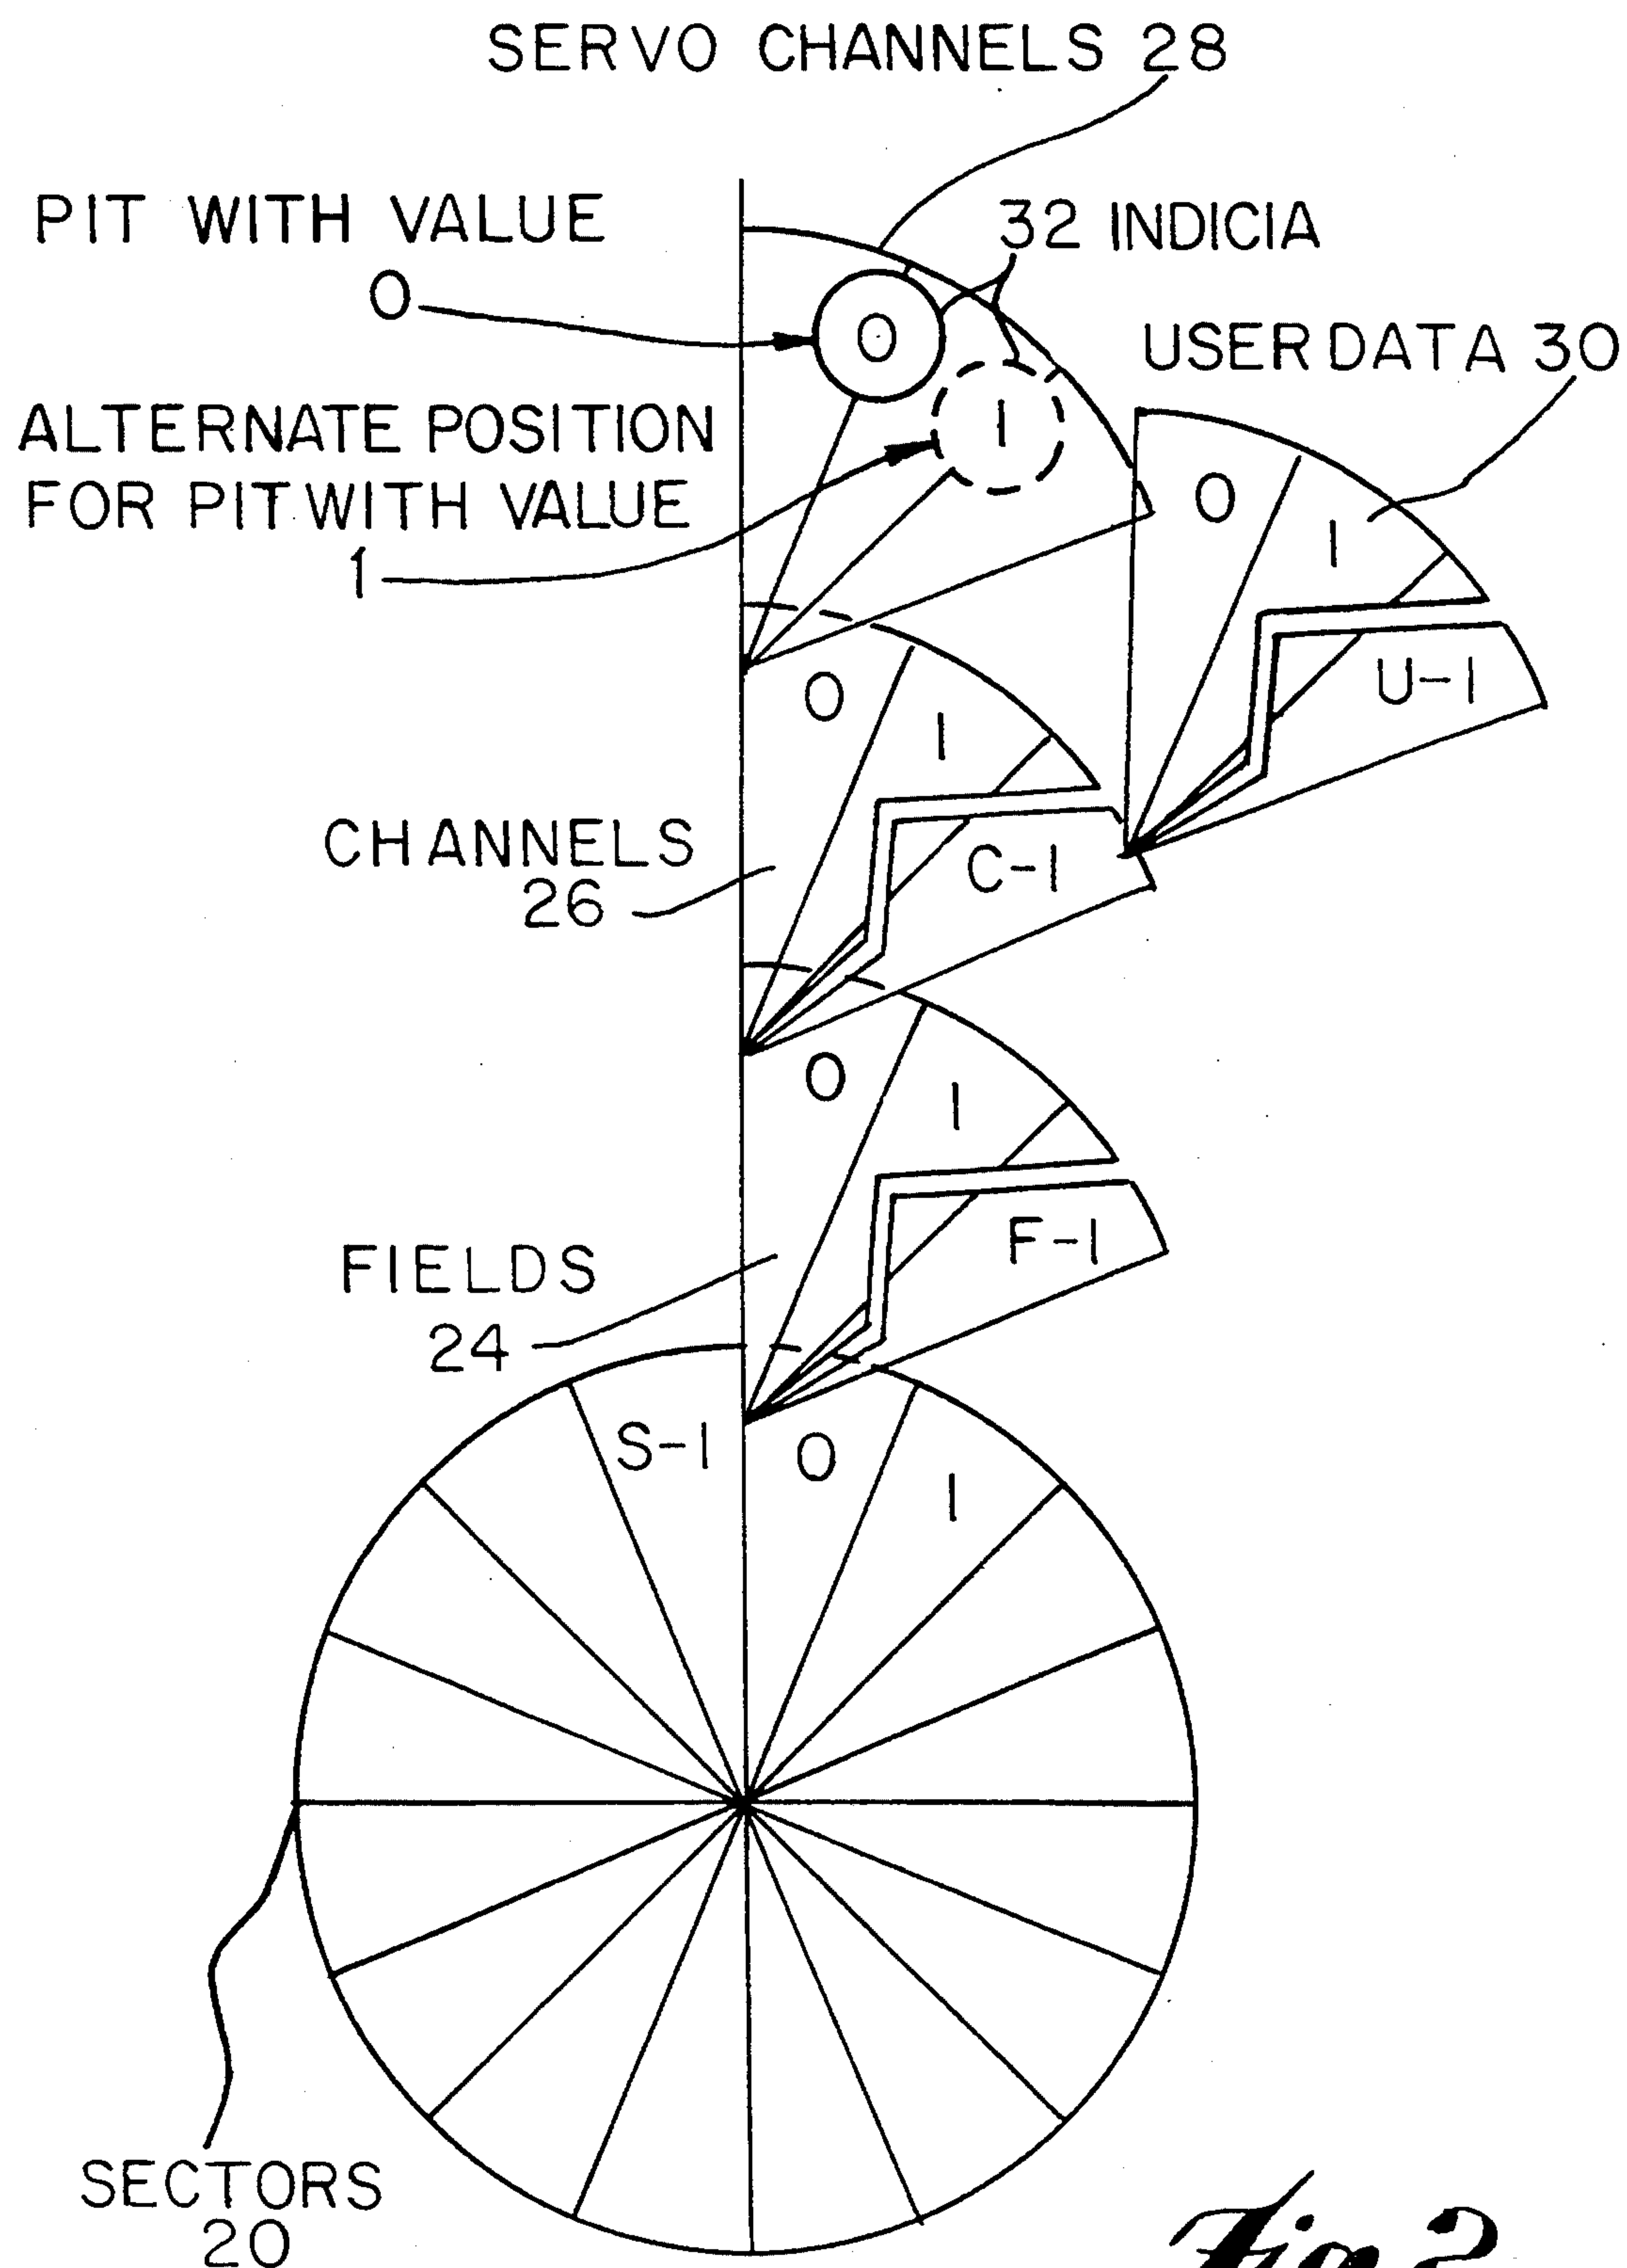 SERVO CHANNELS 28
PIT WITH VALUE
0
32 INDICIA
0
USER DATA 30
ALTERNATE POSITION
FOR PIT WITH VALUE
1
1
0
1
U-1
0
1
CHANNELS
26
C-1
0
1
FIELDS
24
F-1
S-1
0
1
SECTORS
20
Fig. 2